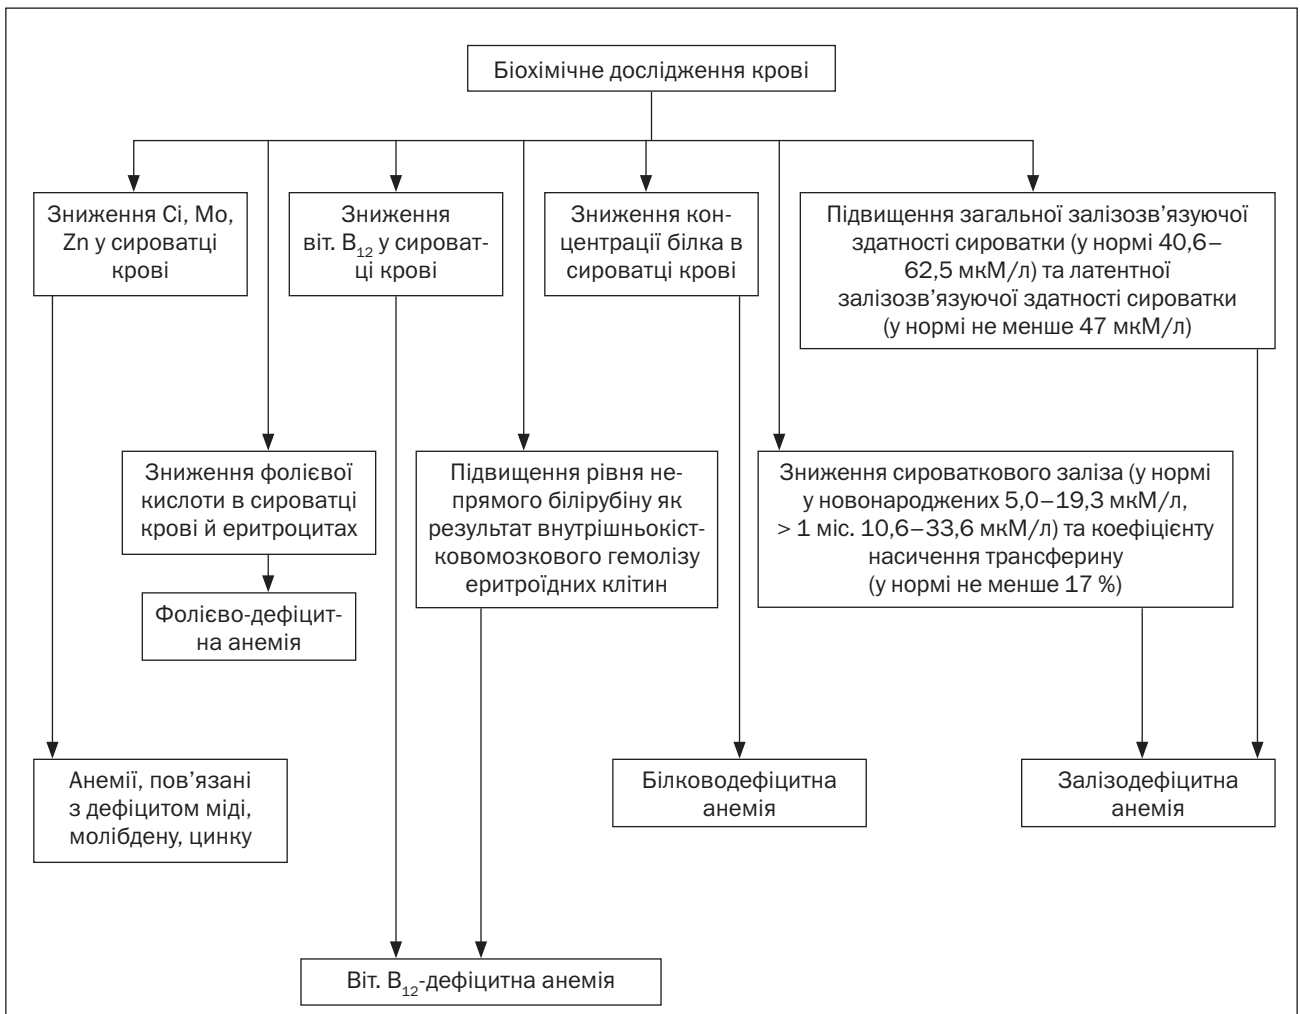 Біохімічне дослідження крові
Зниження Сі, Мо,
Zn у сироватці
крові
Зниження
віт. В₁₂ у сироват-
ці крові
Зниження кон-
центрації білка в
сироватці крові
Підвищення загальної залізозв’язуючої
здатності сироватки (у нормі 40,6–
62,5 мкМ/л) та латентної
залізозв’язуючої здатності сироватки
(у нормі не менше 47 мкМ/л)
Зниження фолієвої
кислоти в сироватці
крові й еритроцитах
Підвищення рівня не-
прямого білірубіну як
результат внутрішньокіст-
ковомозкового гемолізу
еритроїдних клітин
Зниження сироваткового заліза (у нормі
у новонароджених 5,0–19,3 мкМ/л,
> 1 міс. 10,6–33,6 мкМ/л) та коефіцієнту
насичення трансферину
(у нормі не менше 17 %)
Фолієво-дефіцит-
на анемія
Анемії, пов’язані
з дефіцитом міді,
молібдену, цинку
Білководефіцитна
анемія
Залізодефіцитна
анемія
Віт. В₁₂-дефіцитна анемія